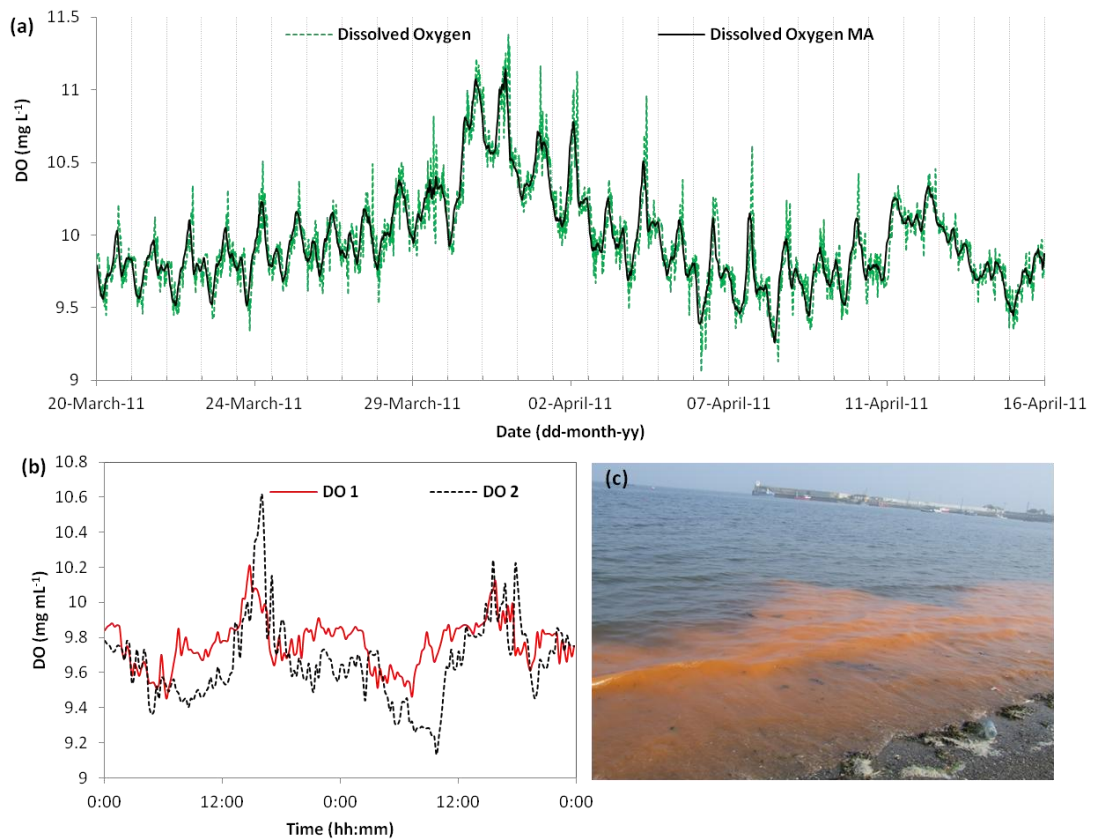 (a)
Dissolved Oxygen
Dissolved Oxygen MA
DO (mg L⁻¹)
11.5
11
10.5
10
9.5
9
20-March-11
24-March-11
29-March-11
02-April-11
07-April-11
11-April-11
16-April-11
Date (dd-month-yy)
(b)
DO 1
DO 2
DO (mg mL⁻¹)
10.8
10.6
10.4
10.2
10
9.8
9.6
9.4
9.2
9
0:00
12:00
0:00
12:00
0:00
Time (hh:mm)
(c)